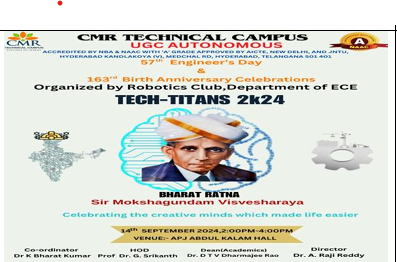 CMR TECHNICAL CAMPUS
UGC AUTONOMOUS
ACCREDITED BY NBA & NAAC WITH 'A' GRADE APPROVED BY AICTE, NEW DELHI, AND JNTU,
HYDERABAD KANDLAKOYA (V), MEDCHAL RD, HYDERABAD, TELANGANA 501 401
57th Engineer's Day
&
163rd Birth Anniversary Celebrations
Organized by Robotics Club,Department of ECE
TECH-TITANS 2k24
BHARAT RATNA
Sir Mokshagundam Visvesharaya
Celebrating the creative minds which made life easier
14th SEPTEMBER 2024,2:00PM-4:00PM
VENUE:- APJ ABDUL KALAM HALL
Co-ordinator
Dr K Bharat Kumar
HOD
Prof Dr. G. Srikanth
Dean(Academics)
Dr. D T V Dharmajee Rao
Director
Dr. A. Raji Reddy
CMR
NAAC